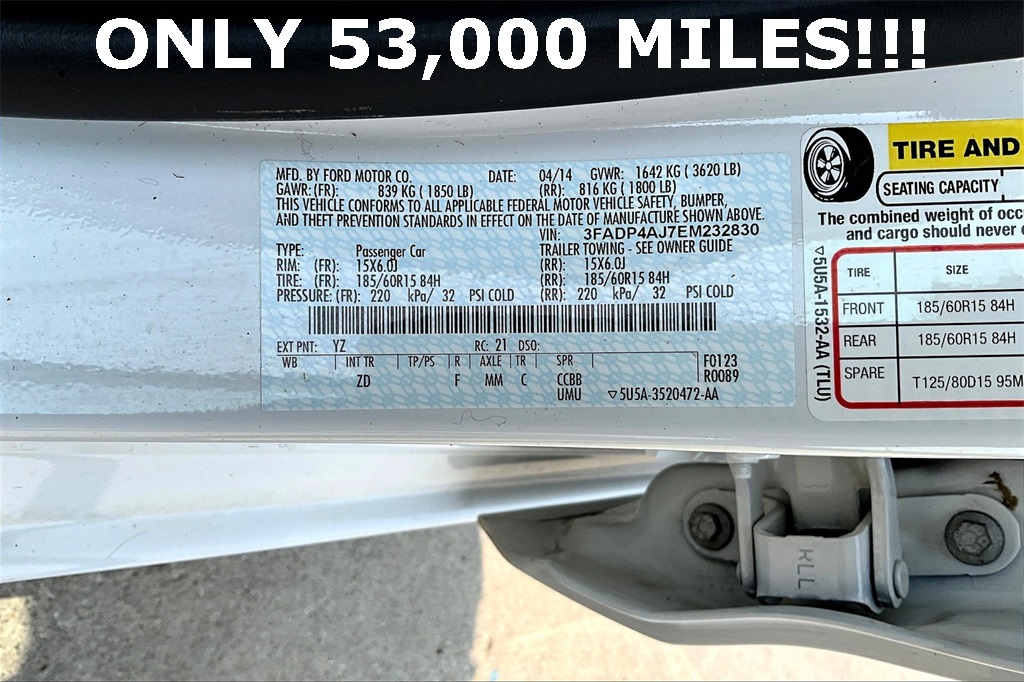 ONLY 53,000 MILES!!!
MFD. BY FORD MOTOR CO. DATE: 04/14 GVWR: 1642 KG ( 3620 LB)
GAWR:(FR): 839 KG ( 1850 LB) (RR): 816 KG ( 1800 LB)
THIS VEHICLE CONFORMS TO ALL APPLICABLE FEDERAL MOTOR VEHICLE SAFETY, BUMPER,
AND THEFT PREVENTION STANDARDS IN EFFECT ON THE DATE OF MANUFACTURE SHOWN ABOVE.
VIN: 3FADP4AJ7EM232830
TYPE: Passenger Car TRAILER TOWING - SEE OWNER GUIDE
RIM: (FR): 15X6.0J (RR): 15X6.0J
TIRE: (FR): 185/60R15 84H (RR): 185/60R15 84H
PRESSURE: (FR): 220 kPa/ 32 PSI COLD (RR): 220 kPa/ 32 PSI COLD
EXT PNT: YZ RC: 21 DSO:
WB INT TR TP/PS R AXLE TR SPR F0123
ZD F MM C CCBB R0089
UMU ▽5U5A-3520472-AA
TIRE AND
SEATING CAPACITY
The combined weight of occ
and cargo should never
▽5U5A-1532-AA (TLU)
TIRE SIZE
FRONT 185/60R15 84H
REAR 185/60R15 84H
SPARE T125/80D15 95M
KLL